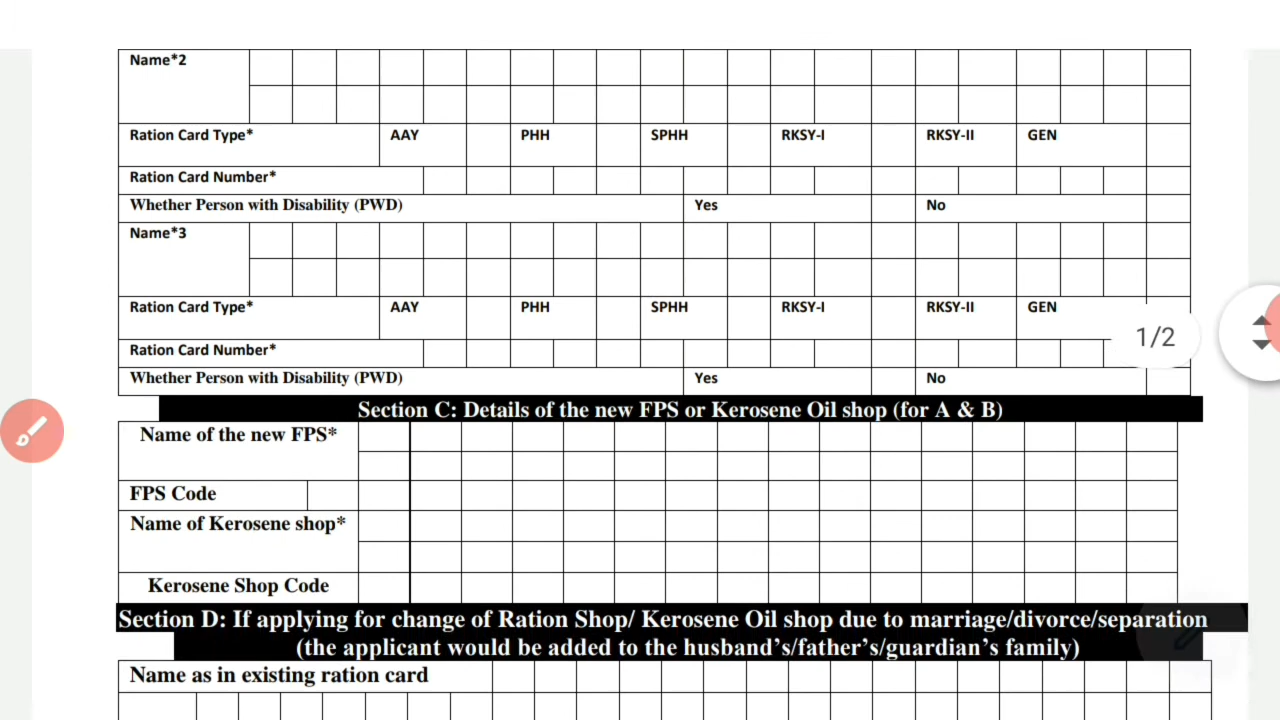 Name*2
Ration Card Type* AAY PHH SPHH RKSY-I RKSY-II GEN
Ration Card Number*
Whether Person with Disability (PWD) Yes No
Name*3
Ration Card Type* AAY PHH SPHH RKSY-I RKSY-II GEN
1/2
Ration Card Number*
Whether Person with Disability (PWD) Yes No
Section C: Details of the new FPS or Kerosene Oil shop (for A & B)
Name of the new FPS*
FPS Code
Name of Kerosene shop*
Kerosene Shop Code
Section D: If applying for change of Ration Shop/ Kerosene Oil shop due to marriage/divorce/separation
(the applicant would be added to the husband’s/father’s/guardian’s family)
Name as in existing ration card